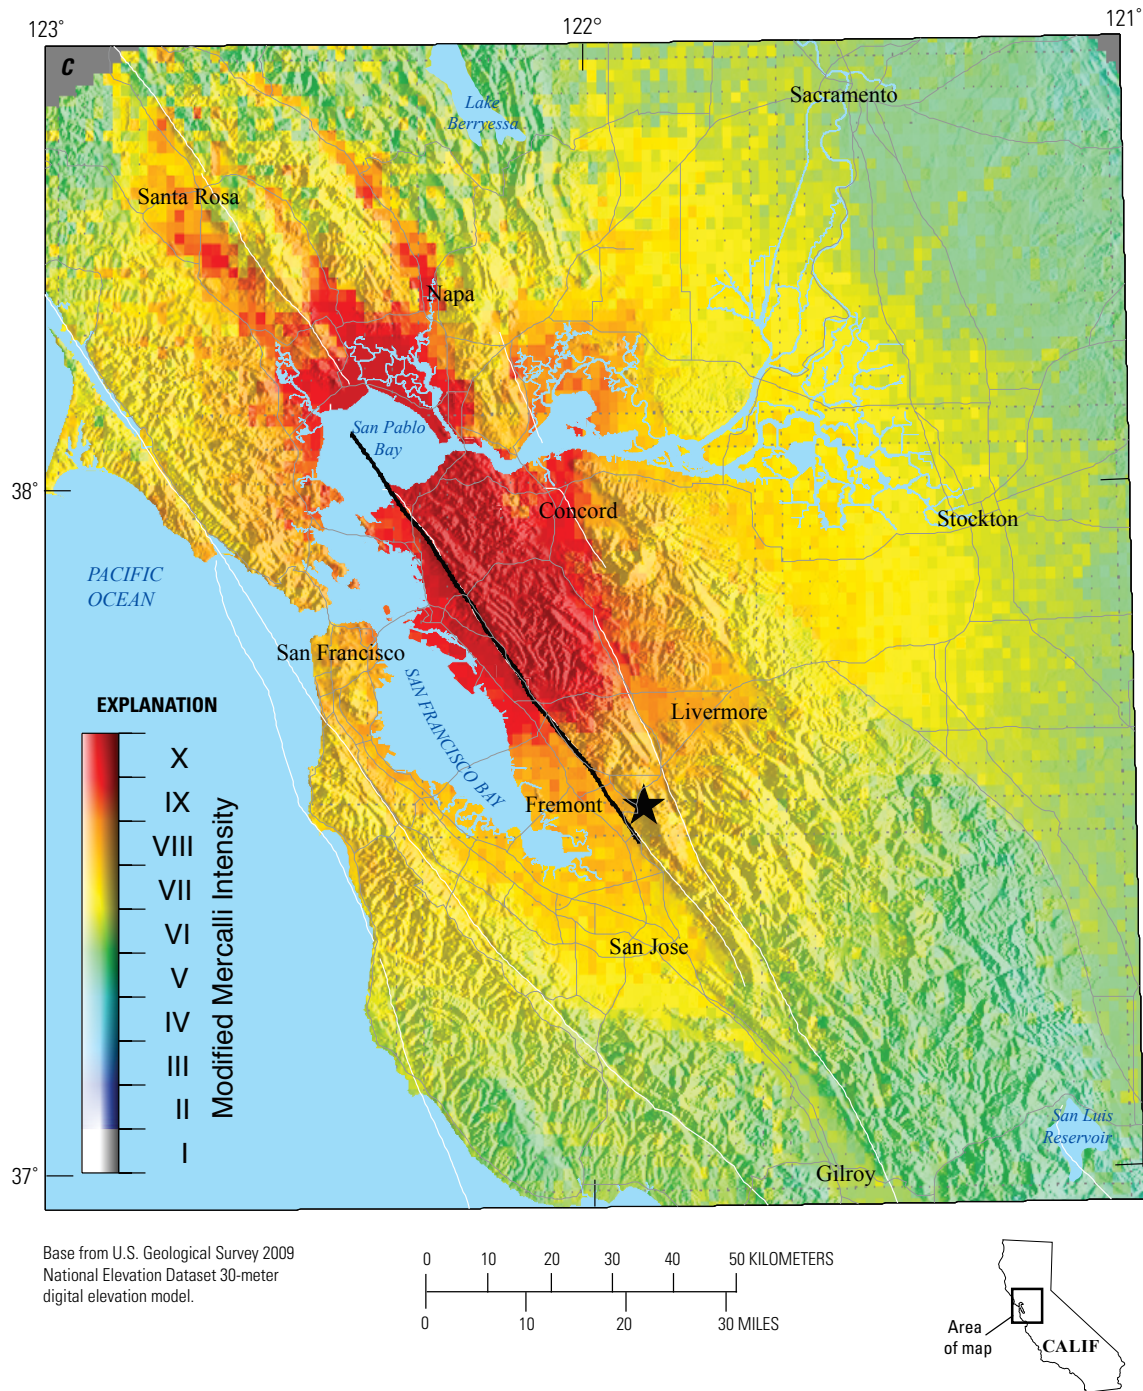 123°
122°
121°
C
Lake
Berryessa
Sacramento
Santa Rosa
Napa
San Pablo
Bay
38°
Concord
Stockton
PACIFIC
OCEAN
San Francisco
SAN FRANCISCO BAY
Livermore
EXPLANATION
X
IX
VIII
VII
VI
V
IV
III
II
I
Modified Mercalli Intensity
Fremont
San Jose
San Luis
Reservoir
37°
Gilroy
Base from U.S. Geological Survey 2009
National Elevation Dataset 30-meter
digital elevation model.
0 10 20 30 40 50 KILOMETERS
0 10 20 30 MILES
Area
of map
CALIF